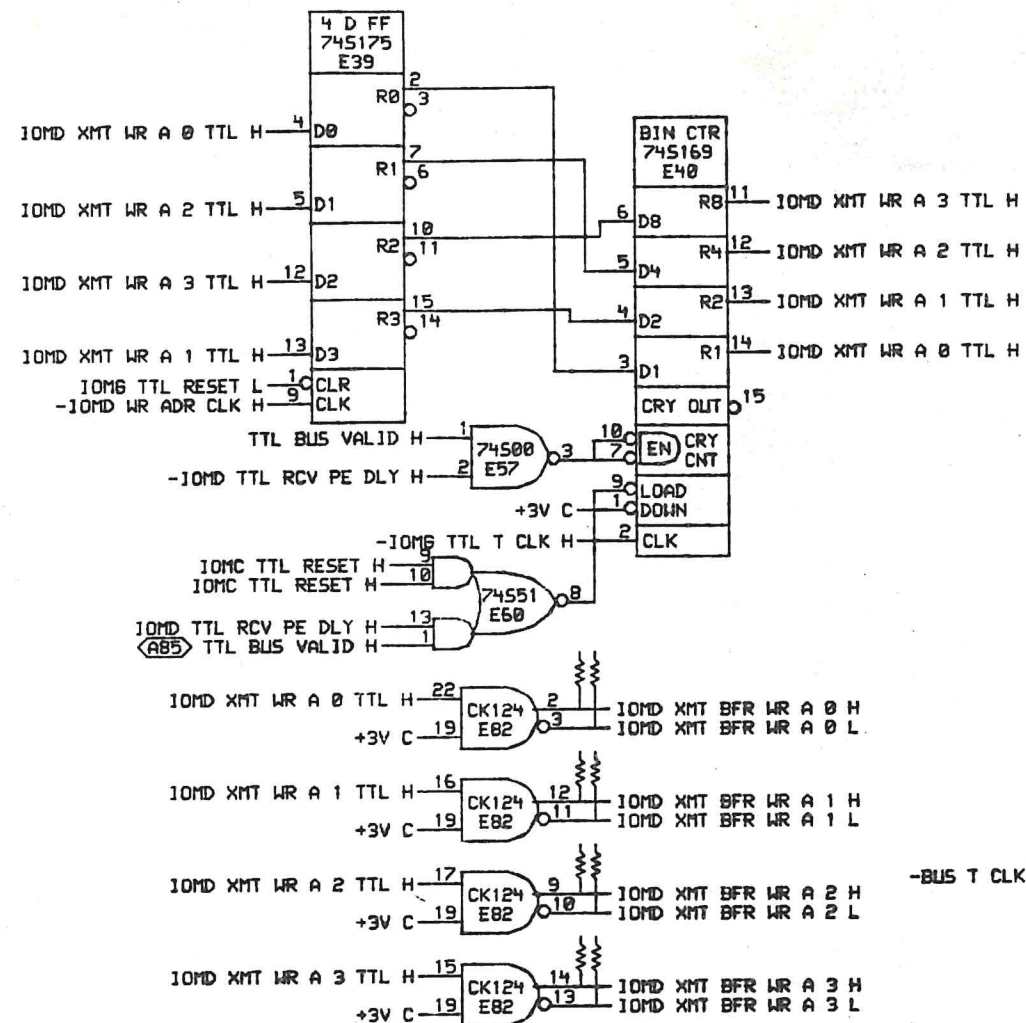 4 D FF
74S175
E39
R0
2
3
IOMD XMT WR A 0 TTL H
4
D0
R1
7
6
IOMD XMT WR A 2 TTL H
5
D1
R2
10
11
IOMD XMT WR A 3 TTL H
12
D2
R3
15
14
IOMD XMT WR A 1 TTL H
13
D3
IOM6 TTL RESET L
1
CLR
-IOMD WR ADR CLK H
9
CLK
BIN CTR
74S169
E40
R8
11
IOMD XMT WR A 3 TTL H
6
D8
R4
12
IOMD XMT WR A 2 TTL H
5
D4
R2
13
IOMD XMT WR A 1 TTL H
4
D2
R1
14
IOMD XMT WR A 0 TTL H
3
D1
CRY OUT
15
TTL BUS VALID H
1
-IOMD TTL RCV PE DLY H
2
74S00
E57
3
10
7
EN
CRY
CNT
9
LOAD
+3V C
1
DOWN
-IOM6 TTL T CLK H
2
CLK
IOMC TTL RESET H
9
IOMC TTL RESET H
10
74S51
E60
8
IOMD TTL RCV PE DLY H
13
A85
TTL BUS VALID H
1
IOMD XMT WR A 0 TTL H
22
+3V C
19
CK124
E82
2
IOMD XMT BFR WR A 0 H
3
IOMD XMT BFR WR A 0 L
IOMD XMT WR A 1 TTL H
16
+3V C
19
CK124
E82
12
IOMD XMT BFR WR A 1 H
11
IOMD XMT BFR WR A 1 L
IOMD XMT WR A 2 TTL H
17
+3V C
19
CK124
E82
9
IOMD XMT BFR WR A 2 H
10
IOMD XMT BFR WR A 2 L
-BUS T CLK
IOMD XMT WR A 3 TTL H
15
+3V C
19
CK124
E82
14
IOMD XMT BFR WR A 3 H
13
IOMD XMT BFR WR A 3 L